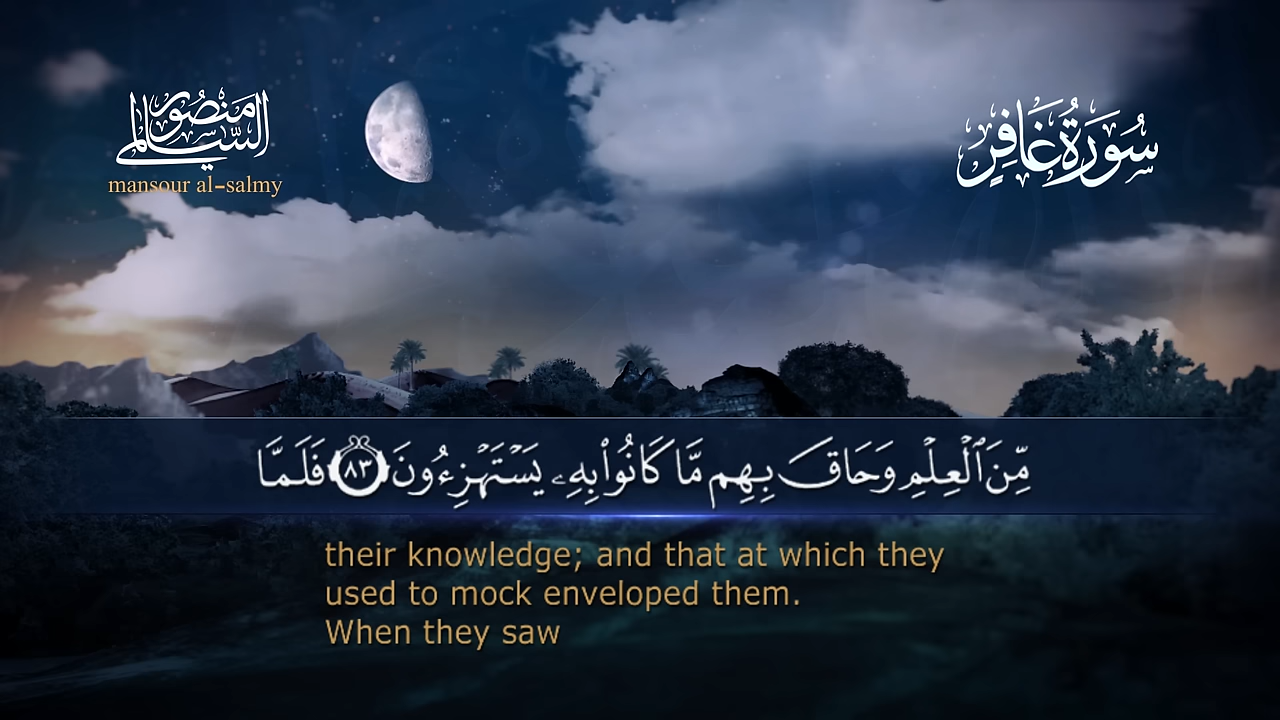 منصور السالمي
mansour al-salmy
سُورَةُ غَافِرٍ
مِّنَ ٱلْعِلْمِ وَحَاقَ بِهِم مَّا كَانُوا۟ بِهِۦ يَسْتَهْزِءُونَ ٨٣ فَلَمَّا
their knowledge; and that at which they
used to mock enveloped them.
When they saw